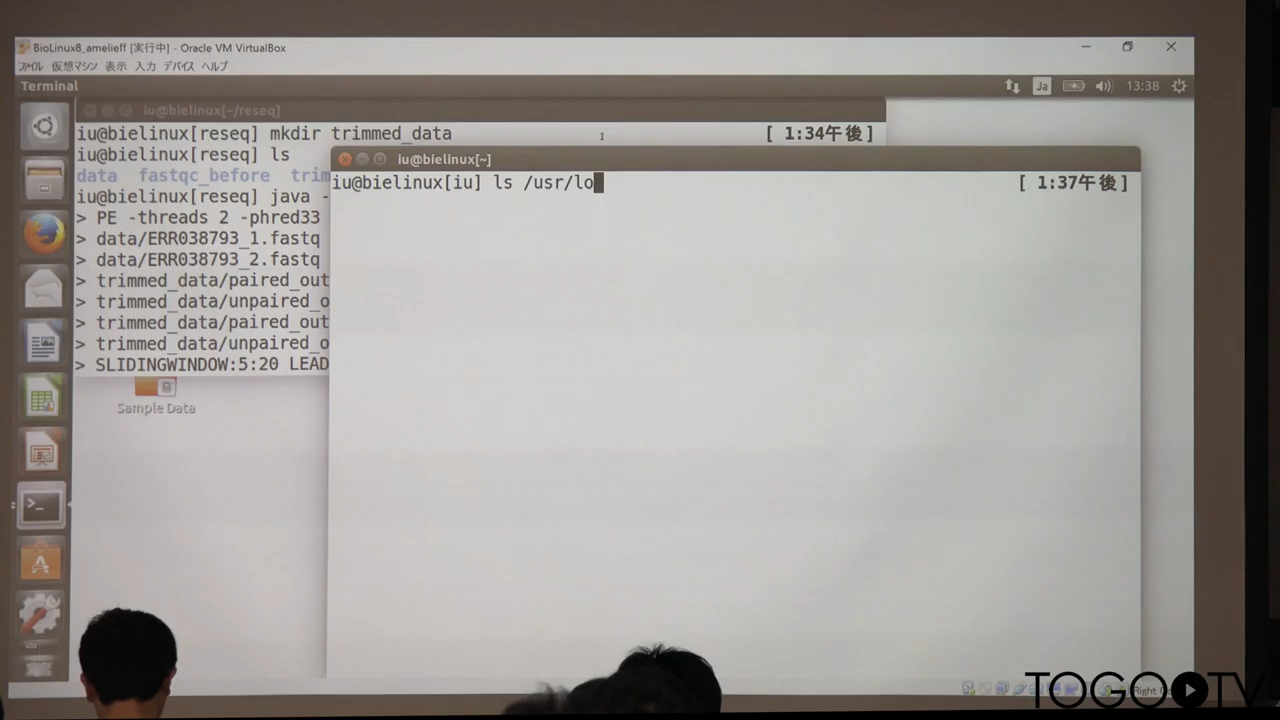 BioLinux8_amelieff [実行中] - Oracle VM VirtualBox
ファイル 仮想マシン 表示 入力 デバイス ヘルプ
Terminal
Ja
13:38
iu@bielinux[~/reseq]
iu@bielinux[reseq] mkdir trimmed_data [ 1:34午後]
iu@bielinux[reseq] ls
data fastqc_before trim
iu@bielinux[reseq] java -
> PE -threads 2 -phred33
> data/ERR038793_1.fastq
> data/ERR038793_2.fastq
> trimmed_data/paired_out
> trimmed_data/unpaired_o
> trimmed_data/paired_out
> trimmed_data/unpaired_o
> SLIDINGWINDOW:5:20 LEAD
iu@bielinux[~]
iu@bielinux[iu] ls /usr/lo [ 1:37午後]
Sample Data
Right
TOGO TV